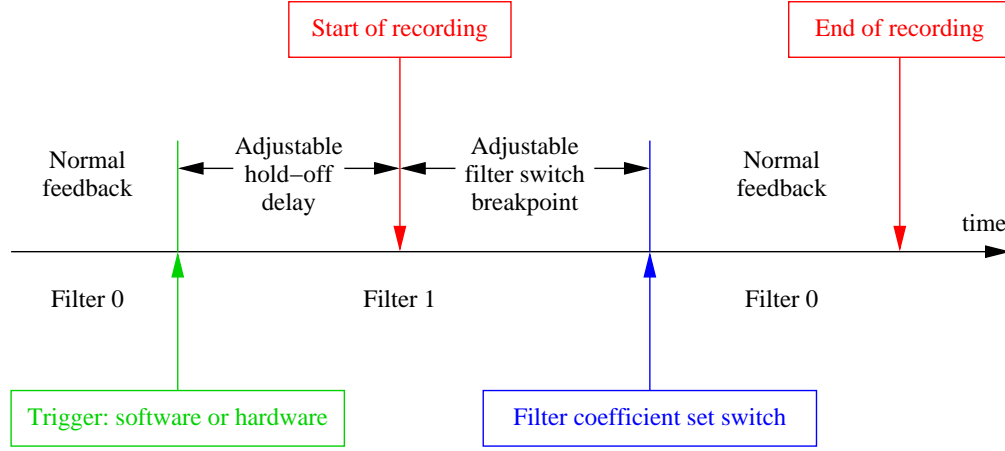 Start of recording
End of recording
Normal
feedback
Adjustable
hold−off
delay
Adjustable
filter switch
breakpoint
Normal
feedback
time
Filter 0
Filter 1
Filter 0
Trigger: software or hardware
Filter coefficient set switch